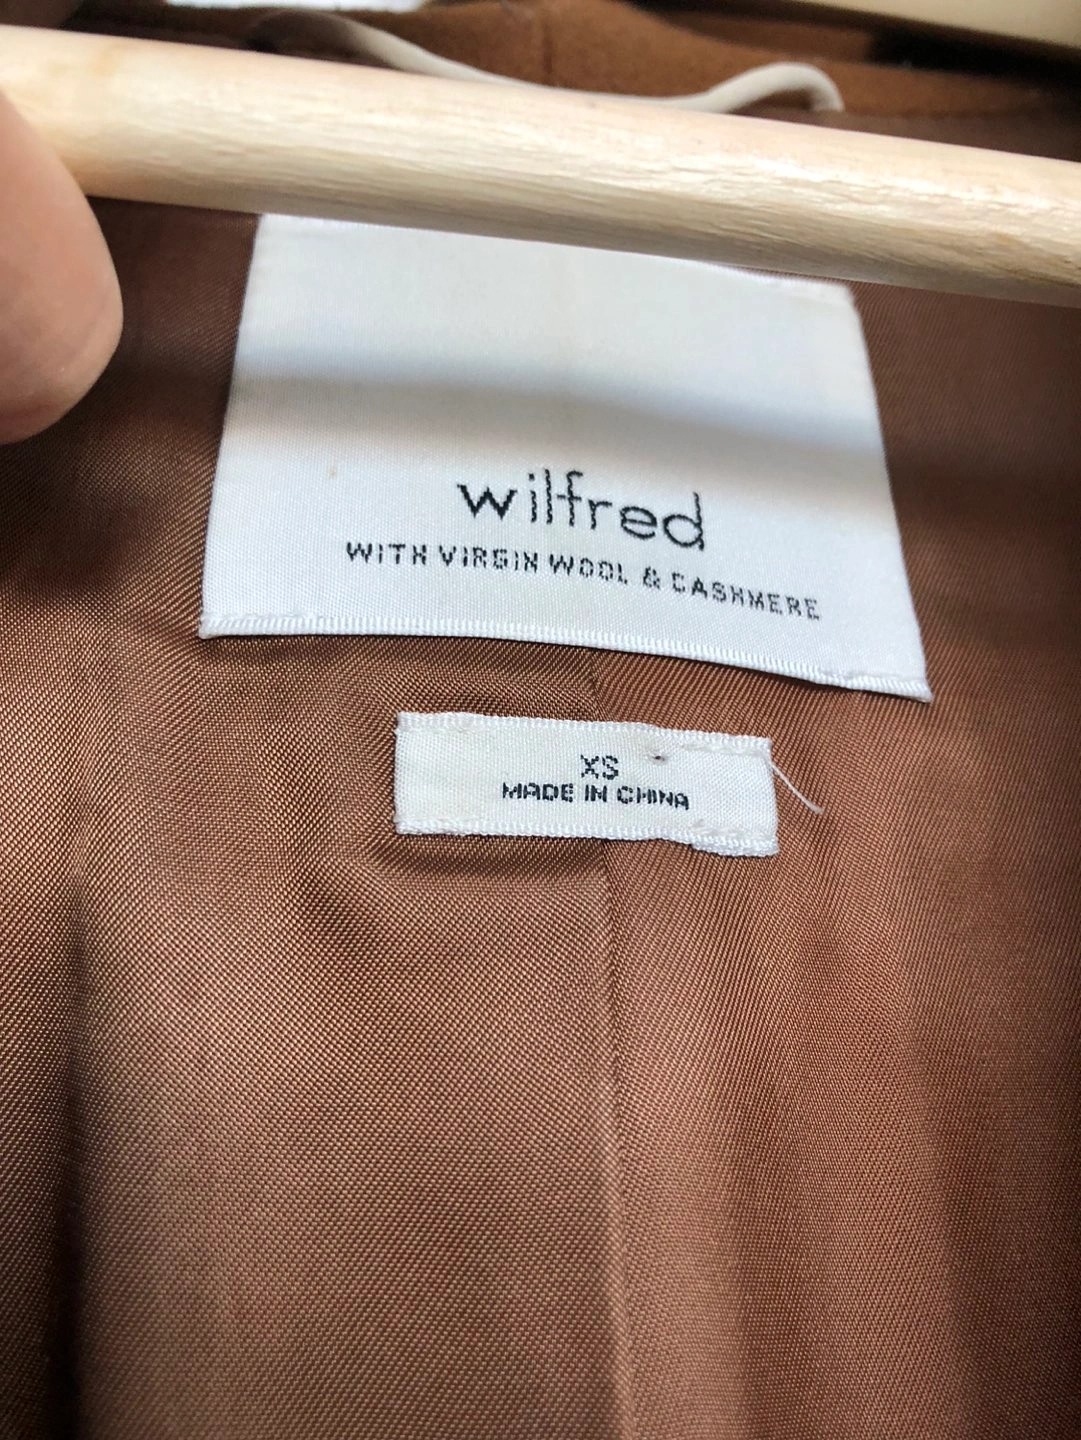 wilfred
WITH VIRGIN WOOL & CASHMERE
XS
MADE IN CHINA